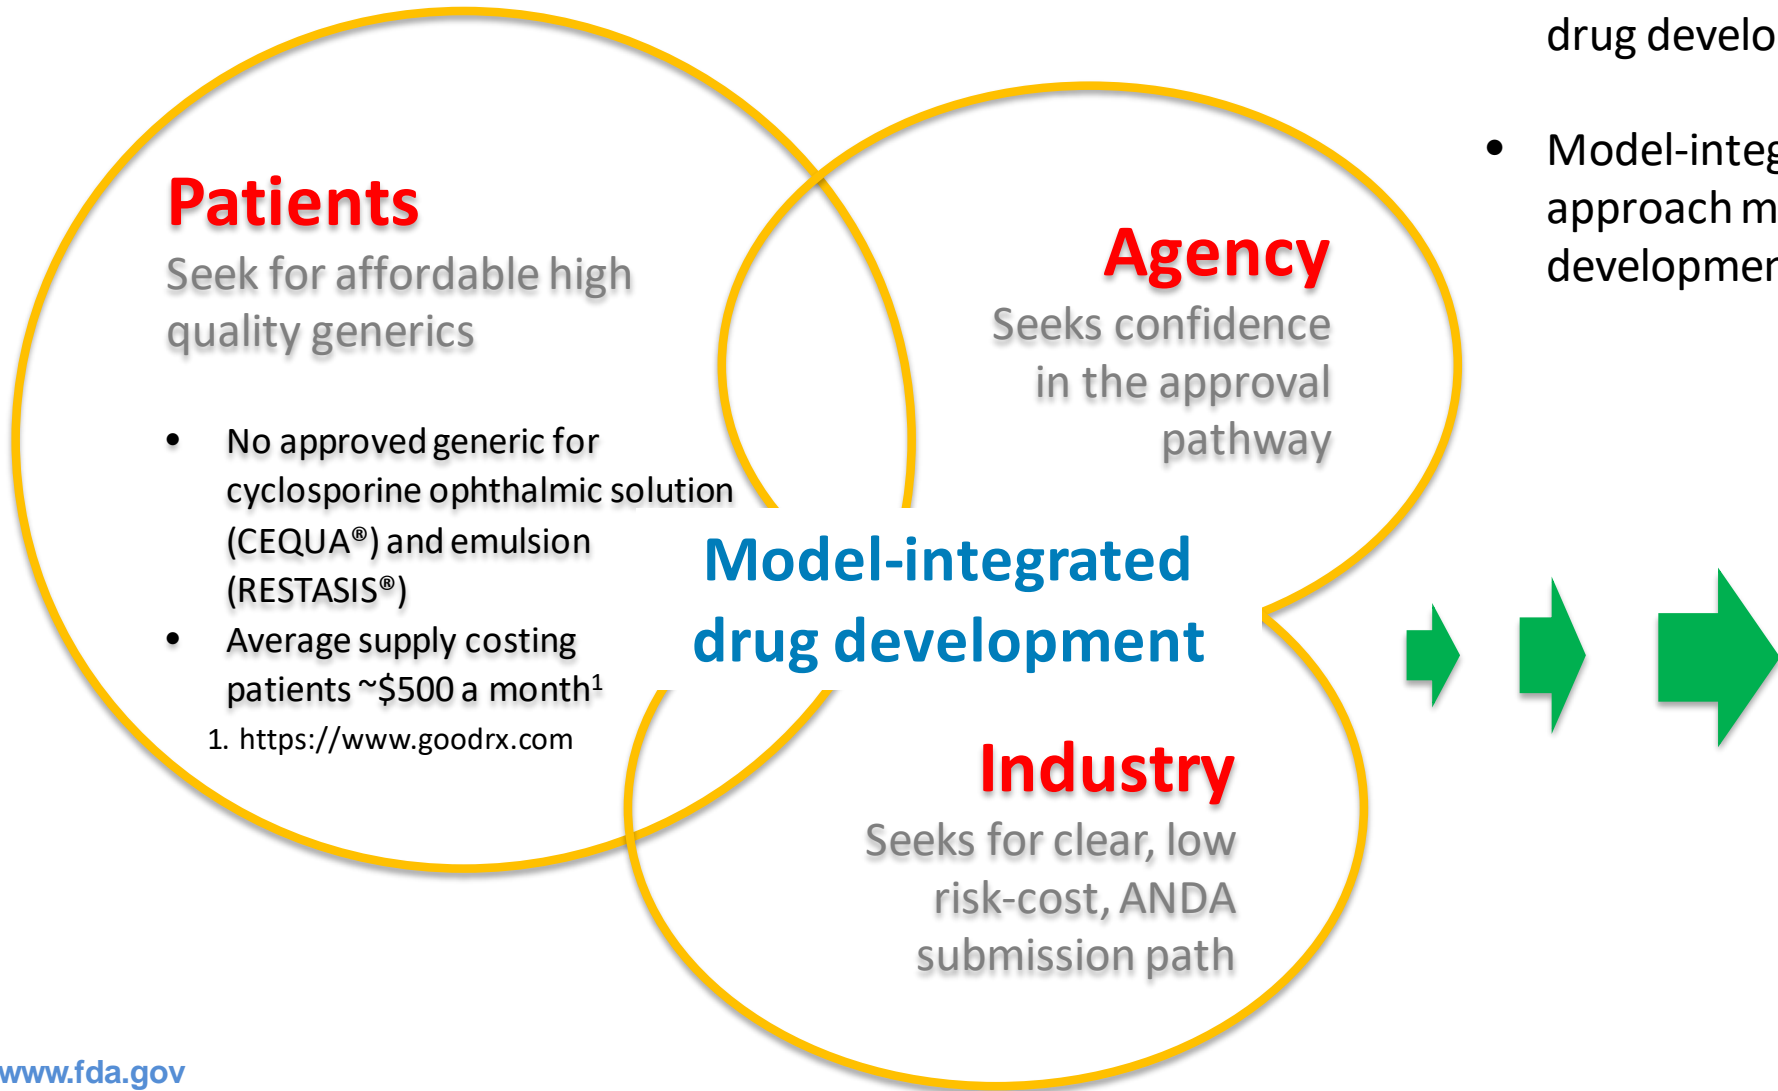 Patients
Seek for affordable high
quality generics
• No approved generic for
cyclosporine ophthalmic solution
(CEQUA®) and emulsion
(RESTASIS®)
• Average supply costing
patients ~$500 a month¹
1. https://www.goodrx.com
Agency
Seeks confidence
in the approval
pathway
Model-integrated
drug development
Industry
Seeks for clear, low
risk-cost, ANDA
submission path
drug develo
• Model-integ
approach m
developmen
www.fda.gov